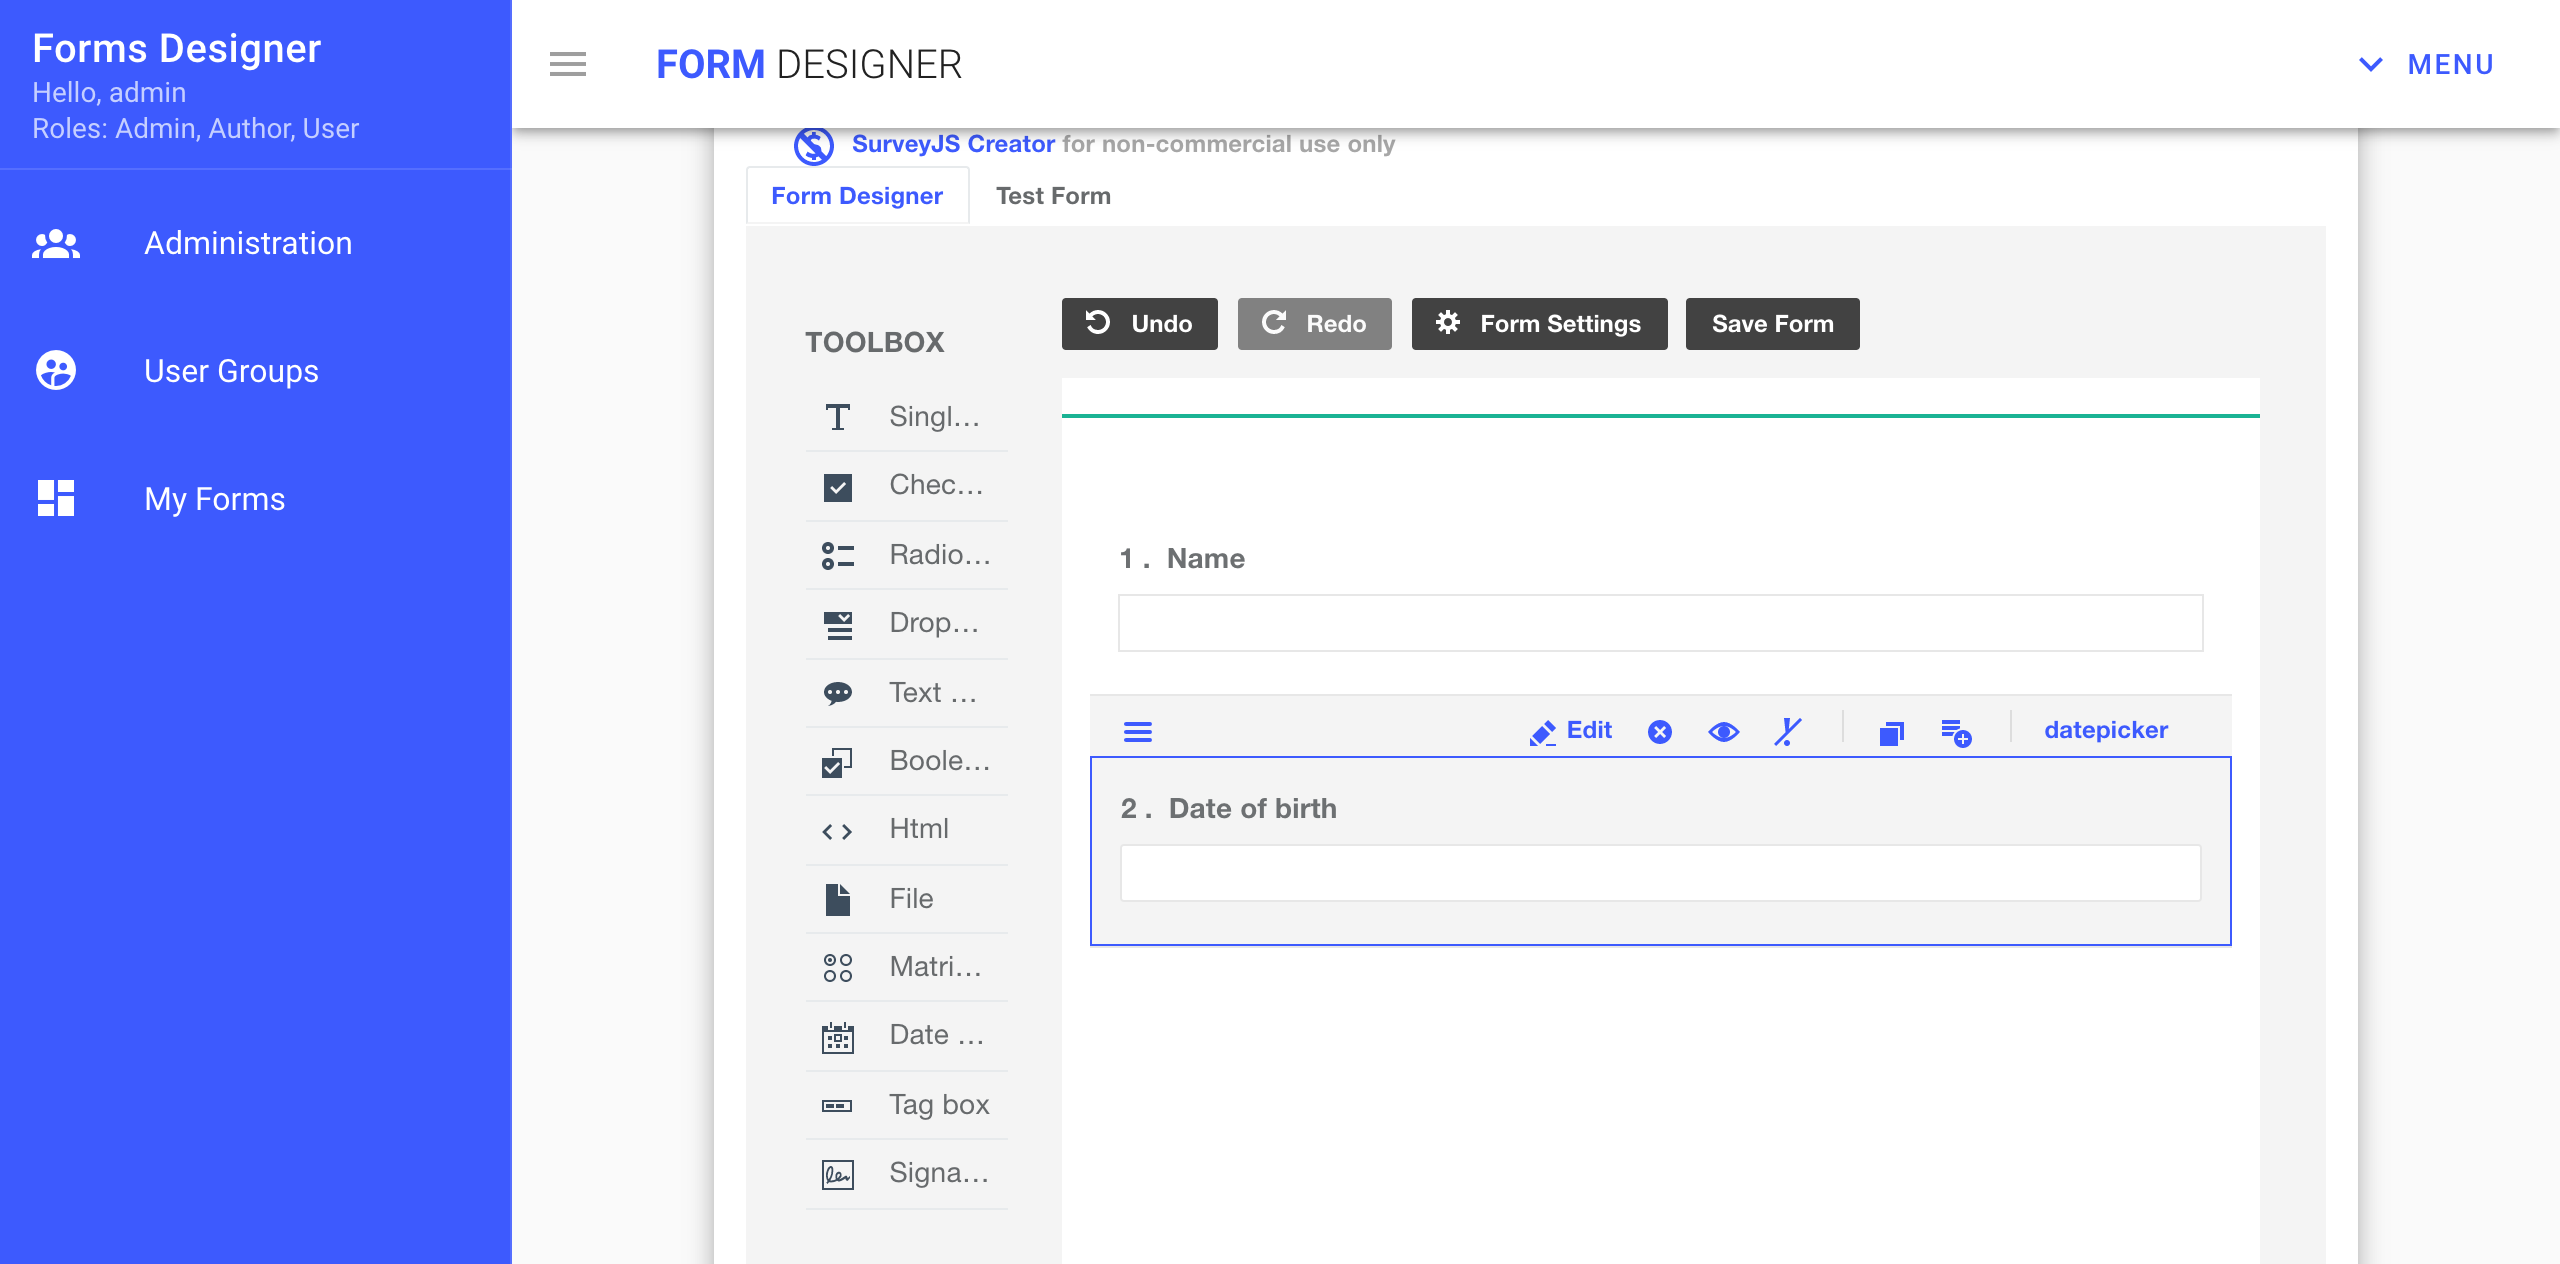 Forms Designer
Hello, admin
Roles: Admin, Author, User
Administration
User Groups
My Forms
FORM DESIGNER
MENU
SurveyJS Creator for non-commercial use only
Form Designer
Test Form
Undo
Redo
Form Settings
Save Form
TOOLBOX
Singl...
Chec...
Radio...
Drop...
Text ...
Boole...
Html
File
Matri...
Date ...
Tag box
Signa...
1 . Name
Edit
datepicker
2 . Date of birth